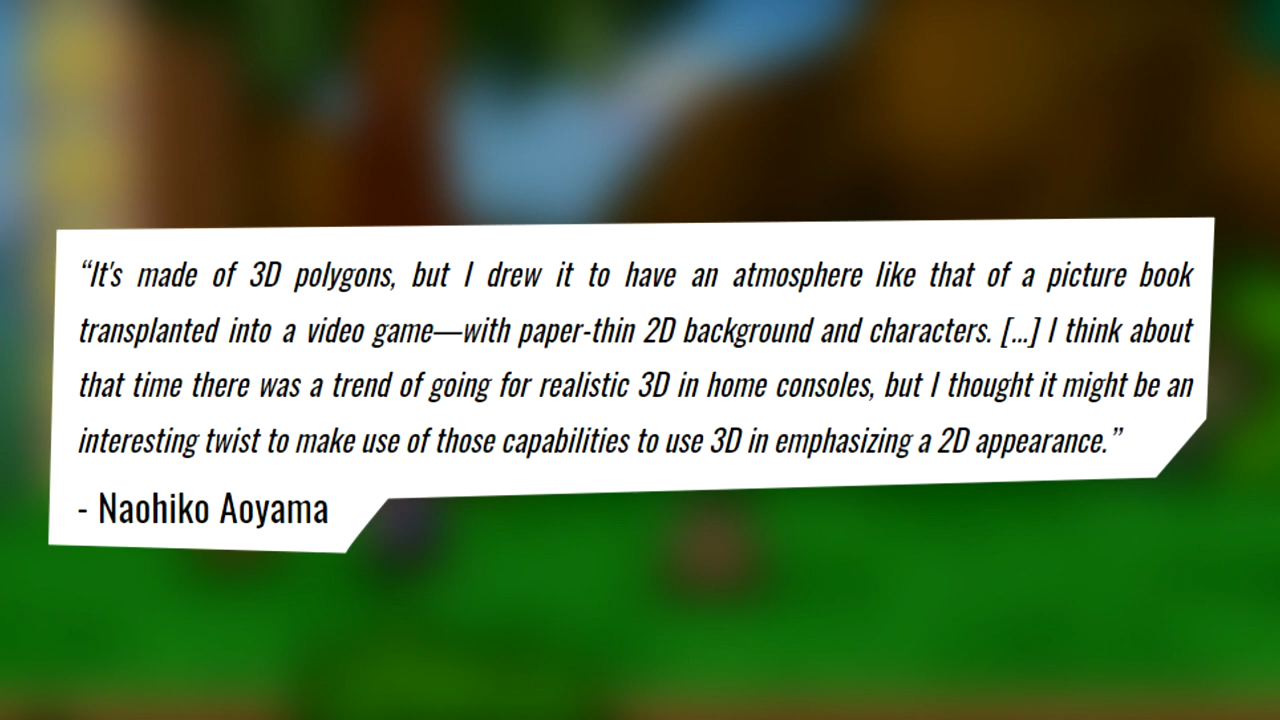 “It's made of 3D polygons, but I drew it to have an atmosphere like that of a picture book
transplanted into a video game—with paper-thin 2D background and characters. [...] I think about
that time there was a trend of going for realistic 3D in home consoles, but I thought it might be an
interesting twist to make use of those capabilities to use 3D in emphasizing a 2D appearance.”
- Naohiko Aoyama